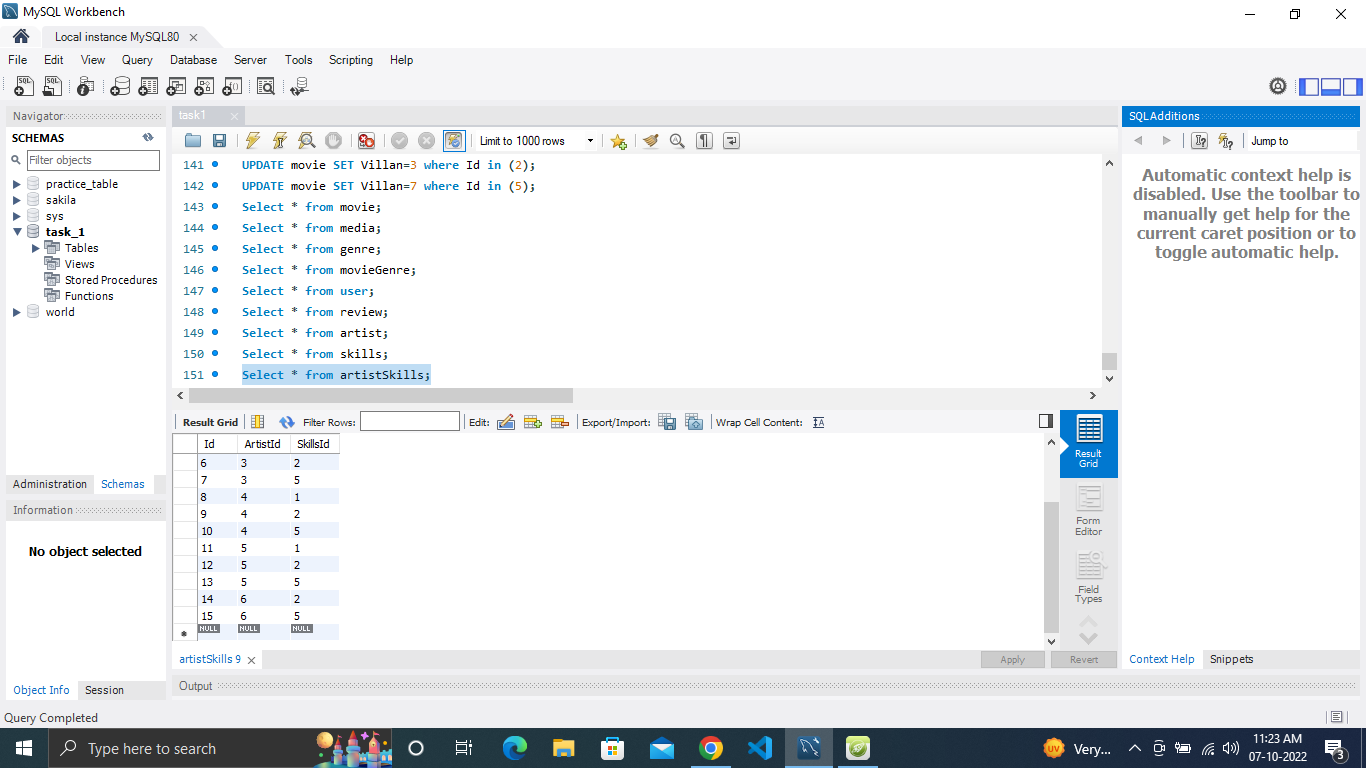 MySQL Workbench
Local instance MySQL80
File Edit View Query Database Server Tools Scripting Help
Navigator
SCHEMAS
Filter objects
practice_table
sakila
sys
task_1
Tables
Views
Stored Procedures
Functions
world
Administration Schemas
Information
No object selected
Object Info Session
task1
Limit to 1000 rows
141 UPDATE movie SET Villan=3 where Id in (2);
142 UPDATE movie SET Villan=7 where Id in (5);
143 Select * from movie;
144 Select * from media;
145 Select * from genre;
146 Select * from movieGenre;
147 Select * from user;
148 Select * from review;
149 Select * from artist;
150 Select * from skills;
151 Select * from artistSkills;
Result Grid Filter Rows: Edit: Export/Import: Wrap Cell Content:
Id ArtistId SkillsId
6 3 2
7 3 5
8 4 1
9 4 2
10 4 5
11 5 1
12 5 2
13 5 5
14 6 2
15 6 5
NULL NULL NULL
Result
Grid
Form
Editor
Field
Types
artistSkills 9
Apply Revert
Output
SQLAdditions
Jump to
Automatic context help is
disabled. Use the toolbar to
manually get help for the
current caret position or to
toggle automatic help.
Context Help Snippets
Query Completed
Type here to search
Very...
11:23 AM
07-10-2022
3